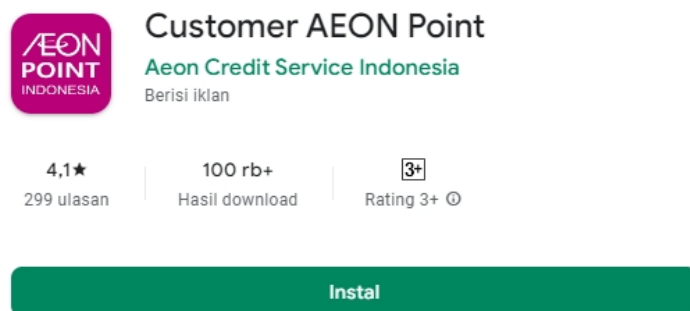 ÆON
POINT
INDONESIA
Customer AEON Point
Aeon Credit Service Indonesia
Berisi iklan
4,1★
299 ulasan
100 rb+
Hasil download
3+
Rating 3+
Instal